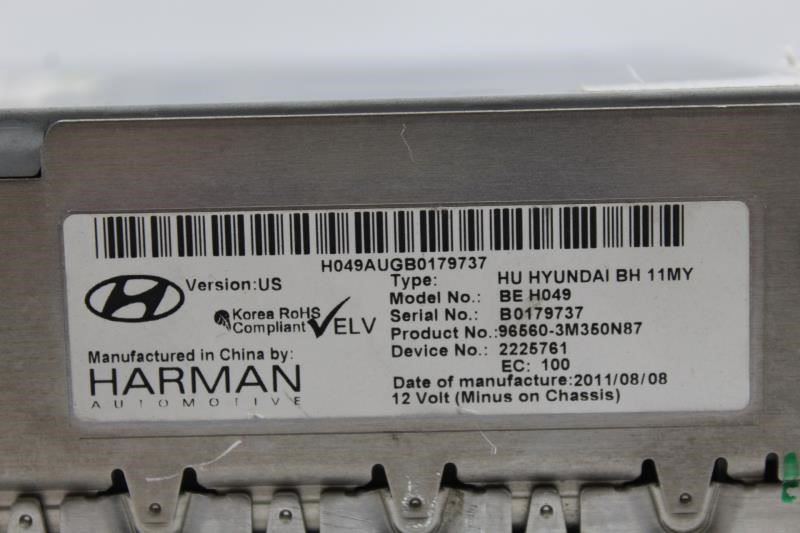 H049AUGB0179737
Version:US
Korea RoHS
Compliant
ELV
Manufactured in China by:
HARMAN
AUTOMOTIVE
Type: HU HYUNDAI BH 11MY
Model No.: BE H049
Serial No.: B0179737
Product No.:96560-3M350N87
Device No.: 2225761
EC: 100
Date of manufacture:2011/08/08
12 Volt (Minus on Chassis)